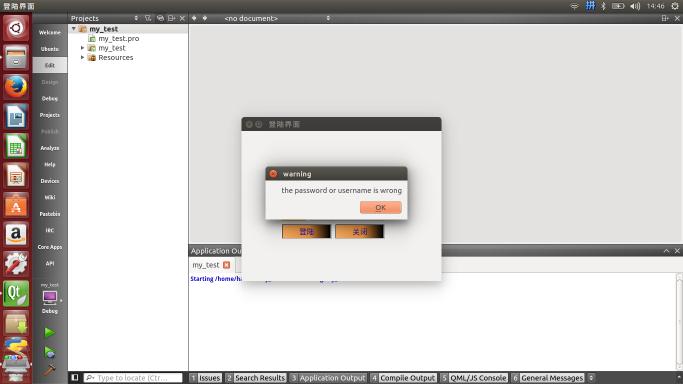 登陆界面
14:46
Projects
<no document>
Welcome
Ubuntu
Edit
Design
Debug
Projects
Publish
Analyze
Help
Devices
Wiki
Pastebin
IRC
Core Apps
API
my_test
Debug
my_test
my_test.pro
my_test
Resources
登陆界面
warning
the password or username is wrong
OK
登陆
关闭
Application Ou
my_test
Starting /home/ha
Type to locate (Ctr...
1 Issues
2 Search Results
3 Application Output
4 Compile Output
5 QML/JS Console
6 General Messages